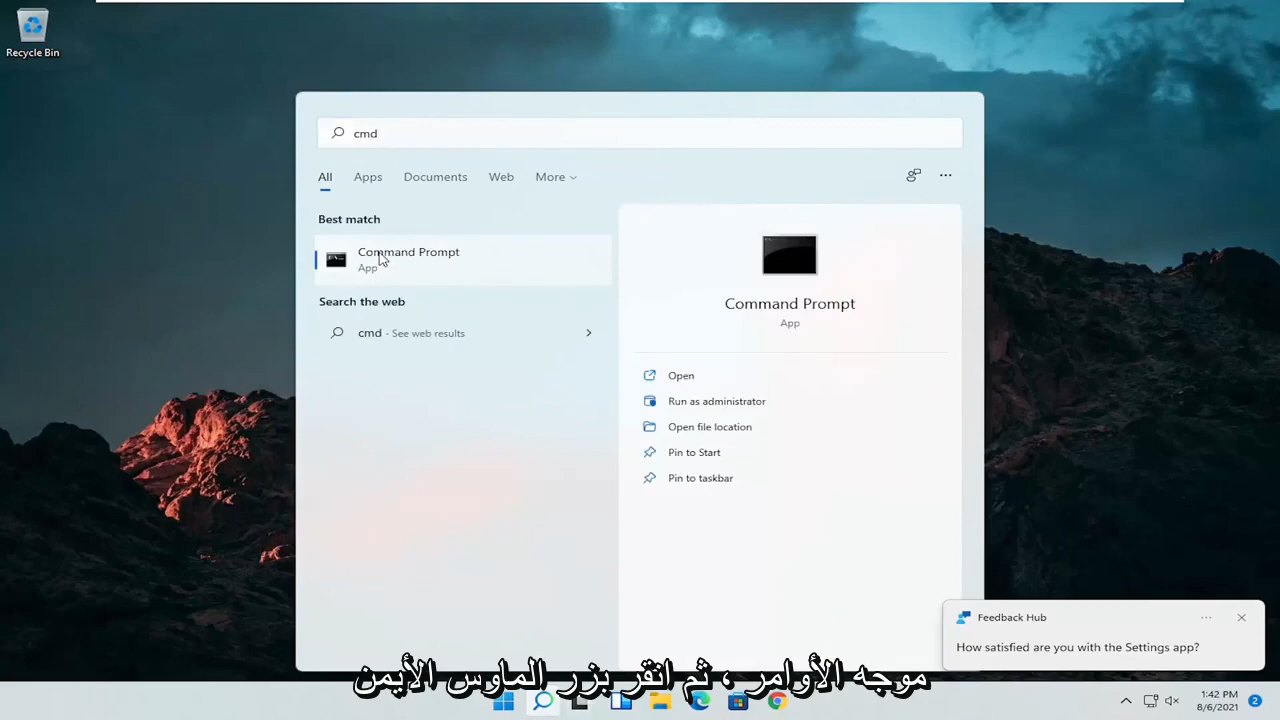 Recycle Bin
cmd
All
Apps
Documents
Web
More
Best match
Command Prompt
App
Search the web
cmd - See web results
Command Prompt
App
Open
Run as administrator
Open file location
Pin to Start
Pin to taskbar
Feedback Hub
How satisfied are you with the Settings app?
موجه الأوامر ، ثم انقر بزر الماوس الأيمن
1:42 PM
8/6/2021
2